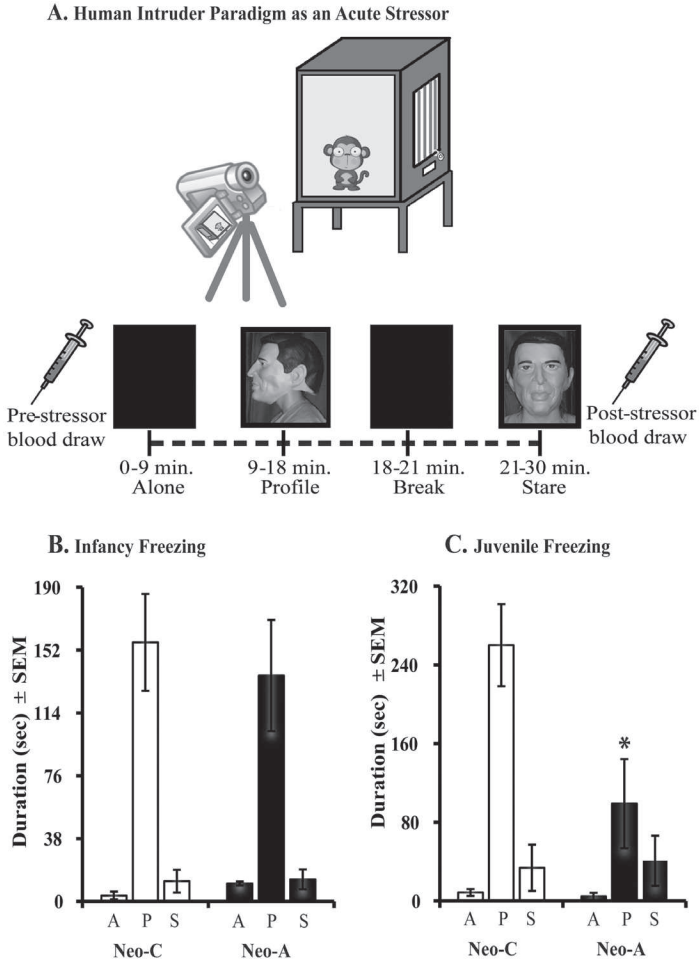 A. Human Intruder Paradigm as an Acute Stressor
Pre-stressor
blood draw
Post-stressor
blood draw
0-9 min.
Alone
9-18 min.
Profile
18-21 min.
Break
21-30 min.
Stare
B. Infancy Freezing
Duration (sec) ± SEM
190
152
114
76
38
0
A P S A P S
Neo-C Neo-A
C. Juvenile Freezing
Duration (sec) ± SEM
320
240
160
80
0
*
A P S A P S
Neo-C Neo-A